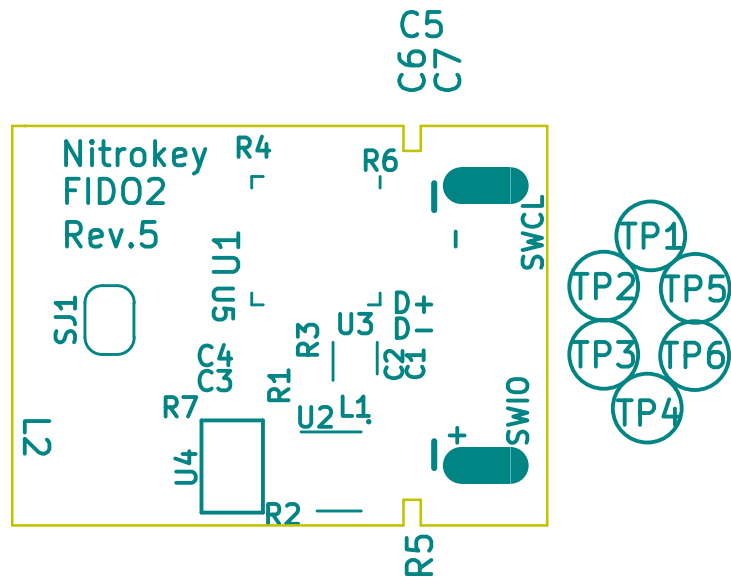 C5
C6
C7
Nitrokey
FIDO2
Rev.5
R4
R6
SWCL
-
U1
U5
SJ1
TP1
TP2
TP5
TP3
TP6
TP4
D+
D-
U3
R3
C2
C1
C4
C3
R1
R7
L1
U2
SWIO
+
L2
U4
R2
R5